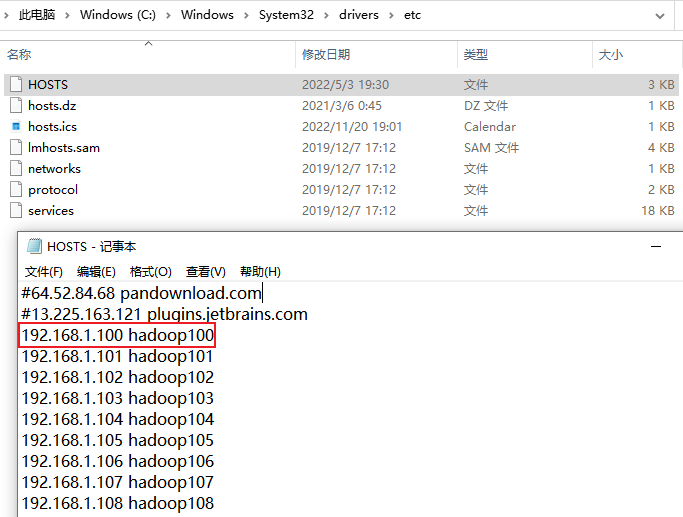 此电脑 > Windows (C:) > Windows > System32 > drivers > etc
名称 修改日期 类型 大小
HOSTS 2022/5/3 19:30 文件 3 KB
hosts.dz 2021/3/6 0:45 DZ 文件 1 KB
hosts.ics 2022/11/20 19:01 Calendar 1 KB
lmhosts.sam 2019/12/7 17:12 SAM 文件 4 KB
networks 2019/12/7 17:12 文件 1 KB
protocol 2019/12/7 17:12 文件 2 KB
services 2019/12/7 17:12 文件 18 KB
HOSTS - 记事本
文件(F) 编辑(E) 格式(O) 查看(V) 帮助(H)
#64.52.84.68 pandownload.com
#13.225.163.121 plugins.jetbrains.com
192.168.1.100 hadoop100
192.168.1.101 hadoop101
192.168.1.102 hadoop102
192.168.1.103 hadoop103
192.168.1.104 hadoop104
192.168.1.105 hadoop105
192.168.1.106 hadoop106
192.168.1.107 hadoop107
192.168.1.108 hadoop108